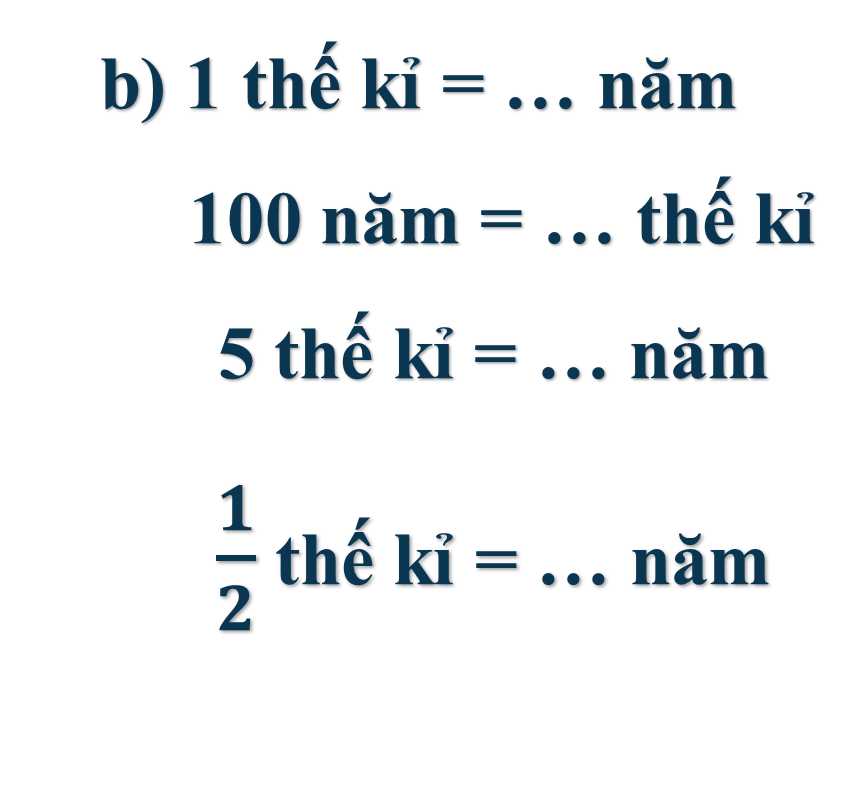 b) 1 thế kỉ = … năm
100 năm = … thế kỉ
5 thế kỉ = … năm
1/2 thế kỉ = … năm